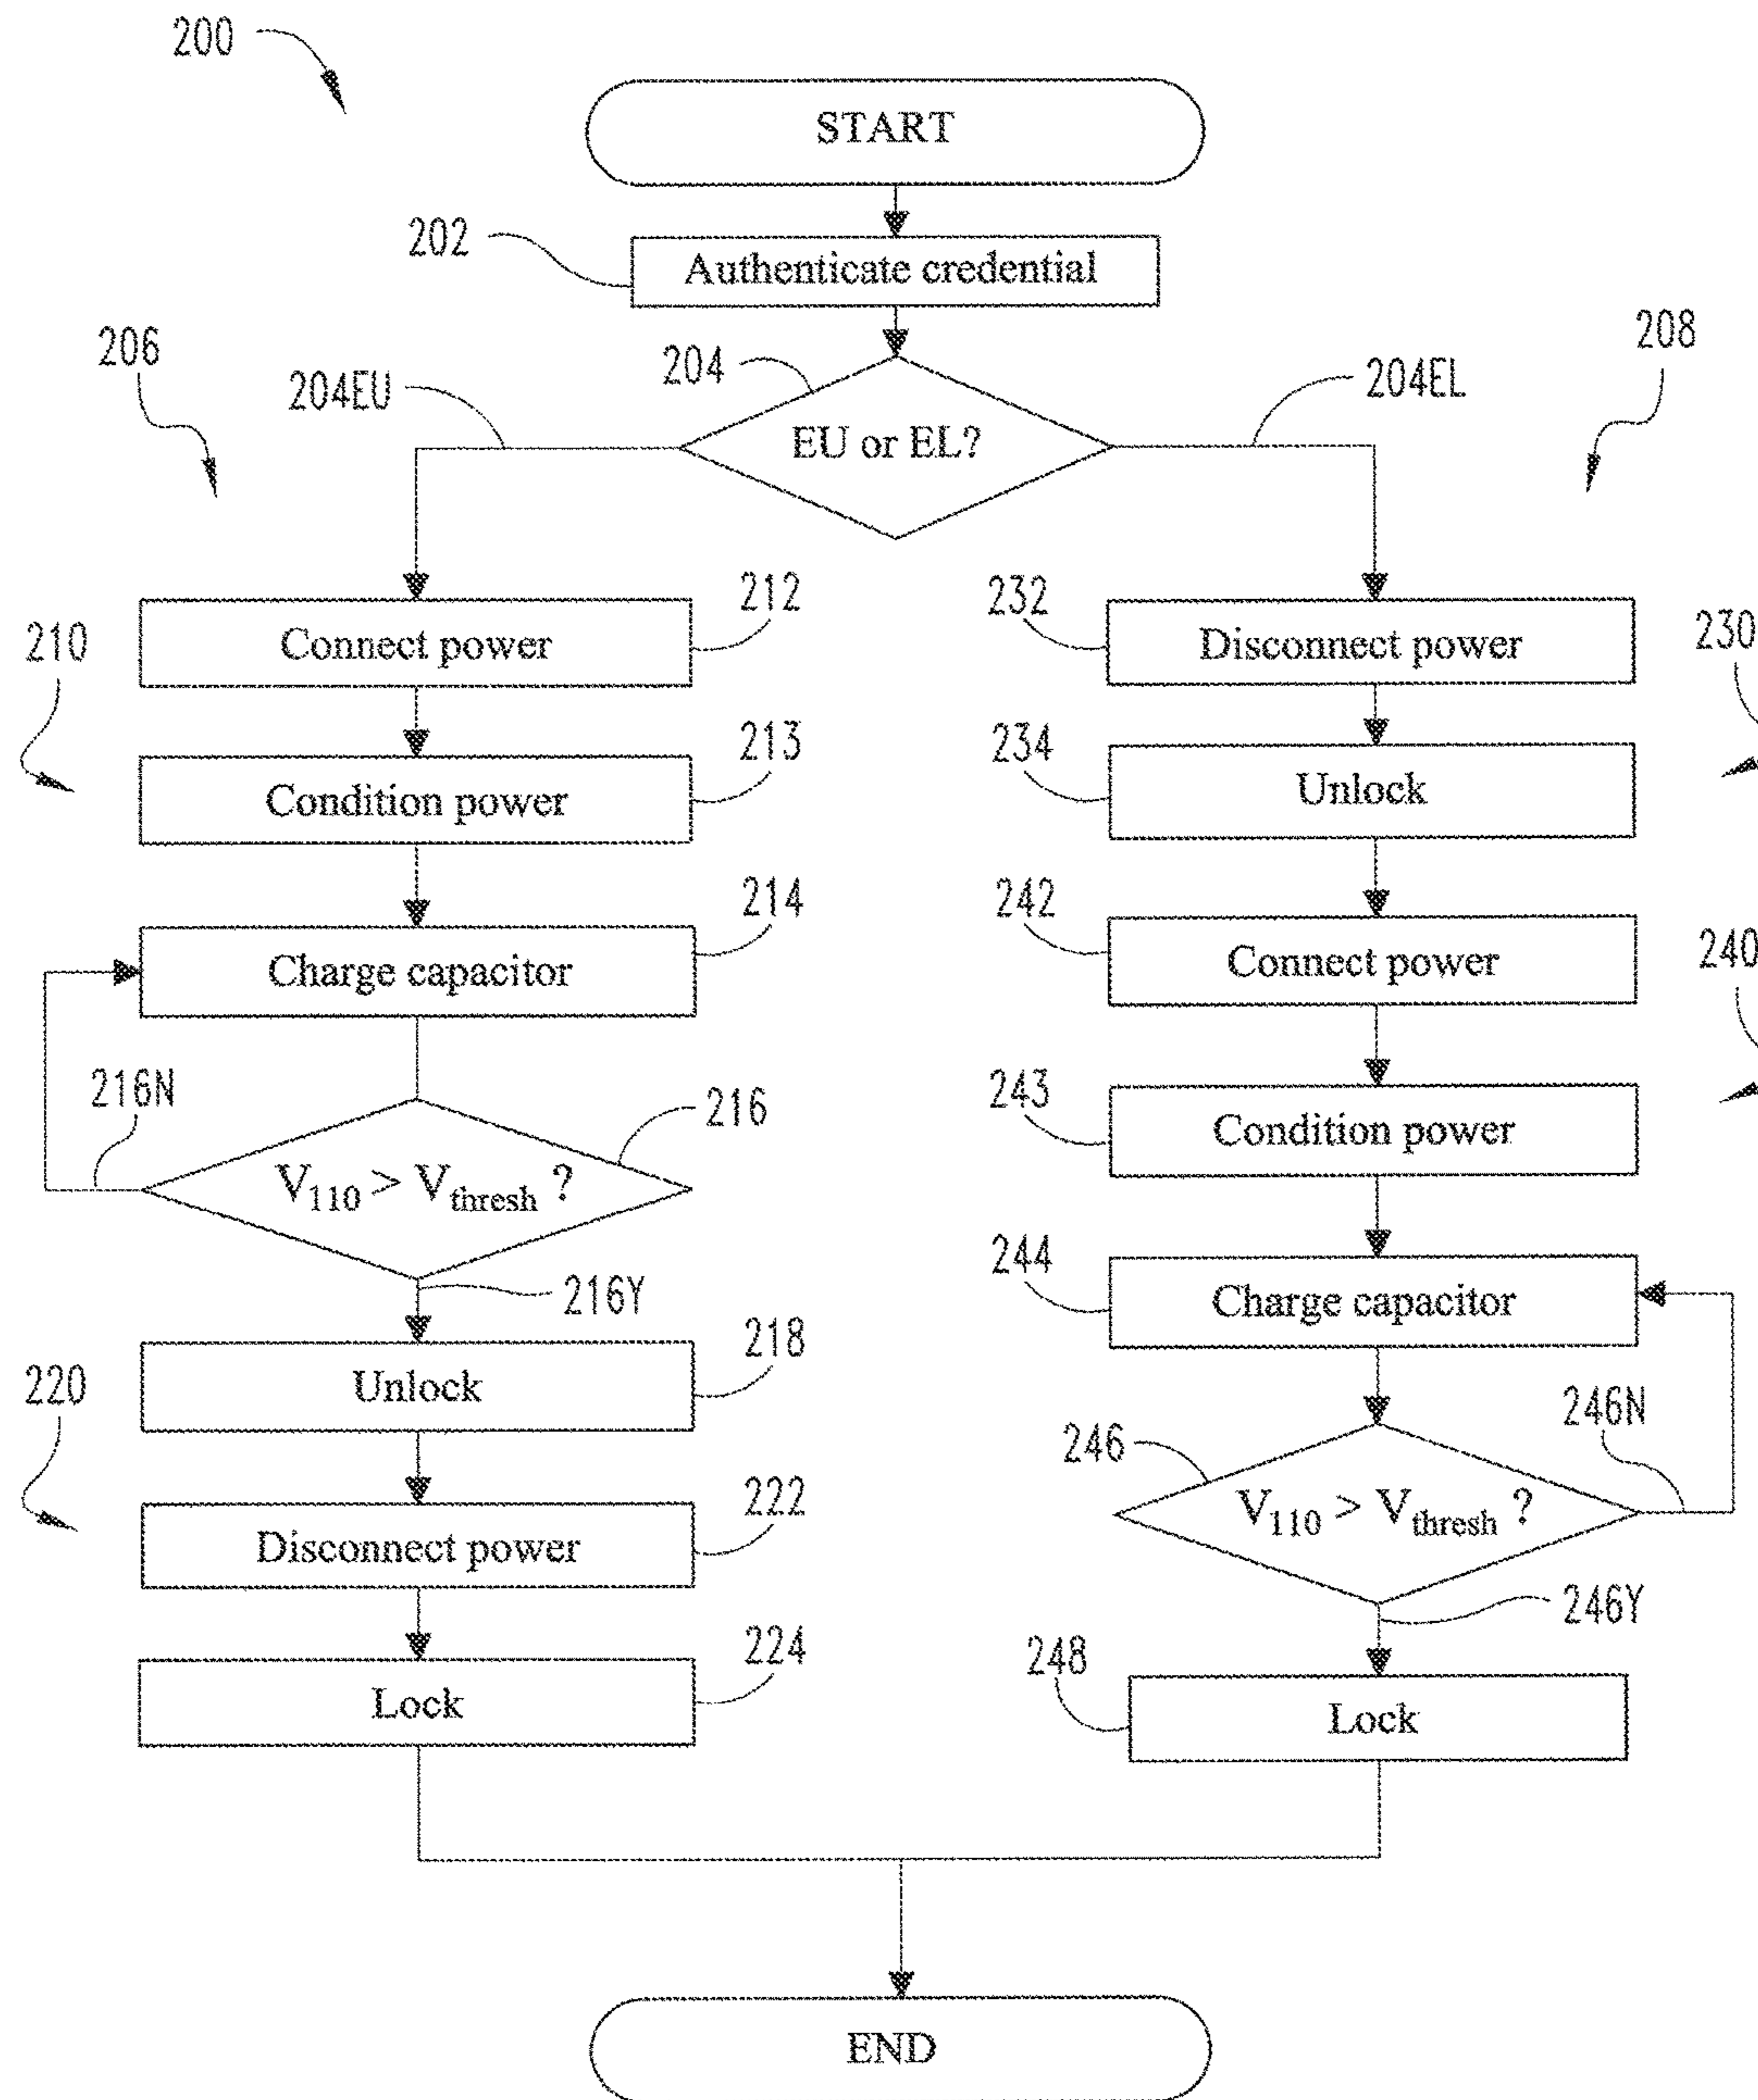 200
START
202
Authenticate credential
206
204EU
204
204EL
208
EU or EL?
210
Connect power
212
232
Disconnect power
230
Condition power
213
234
Unlock
Charge capacitor
214
242
Connect power
240
216N
V110 > Vthresh ?
216
243
Condition power
216Y
244
Charge capacitor
220
Unlock
218
246
V110 > Vthresh ?
246N
Disconnect power
222
246Y
Lock
224
248
Lock
END